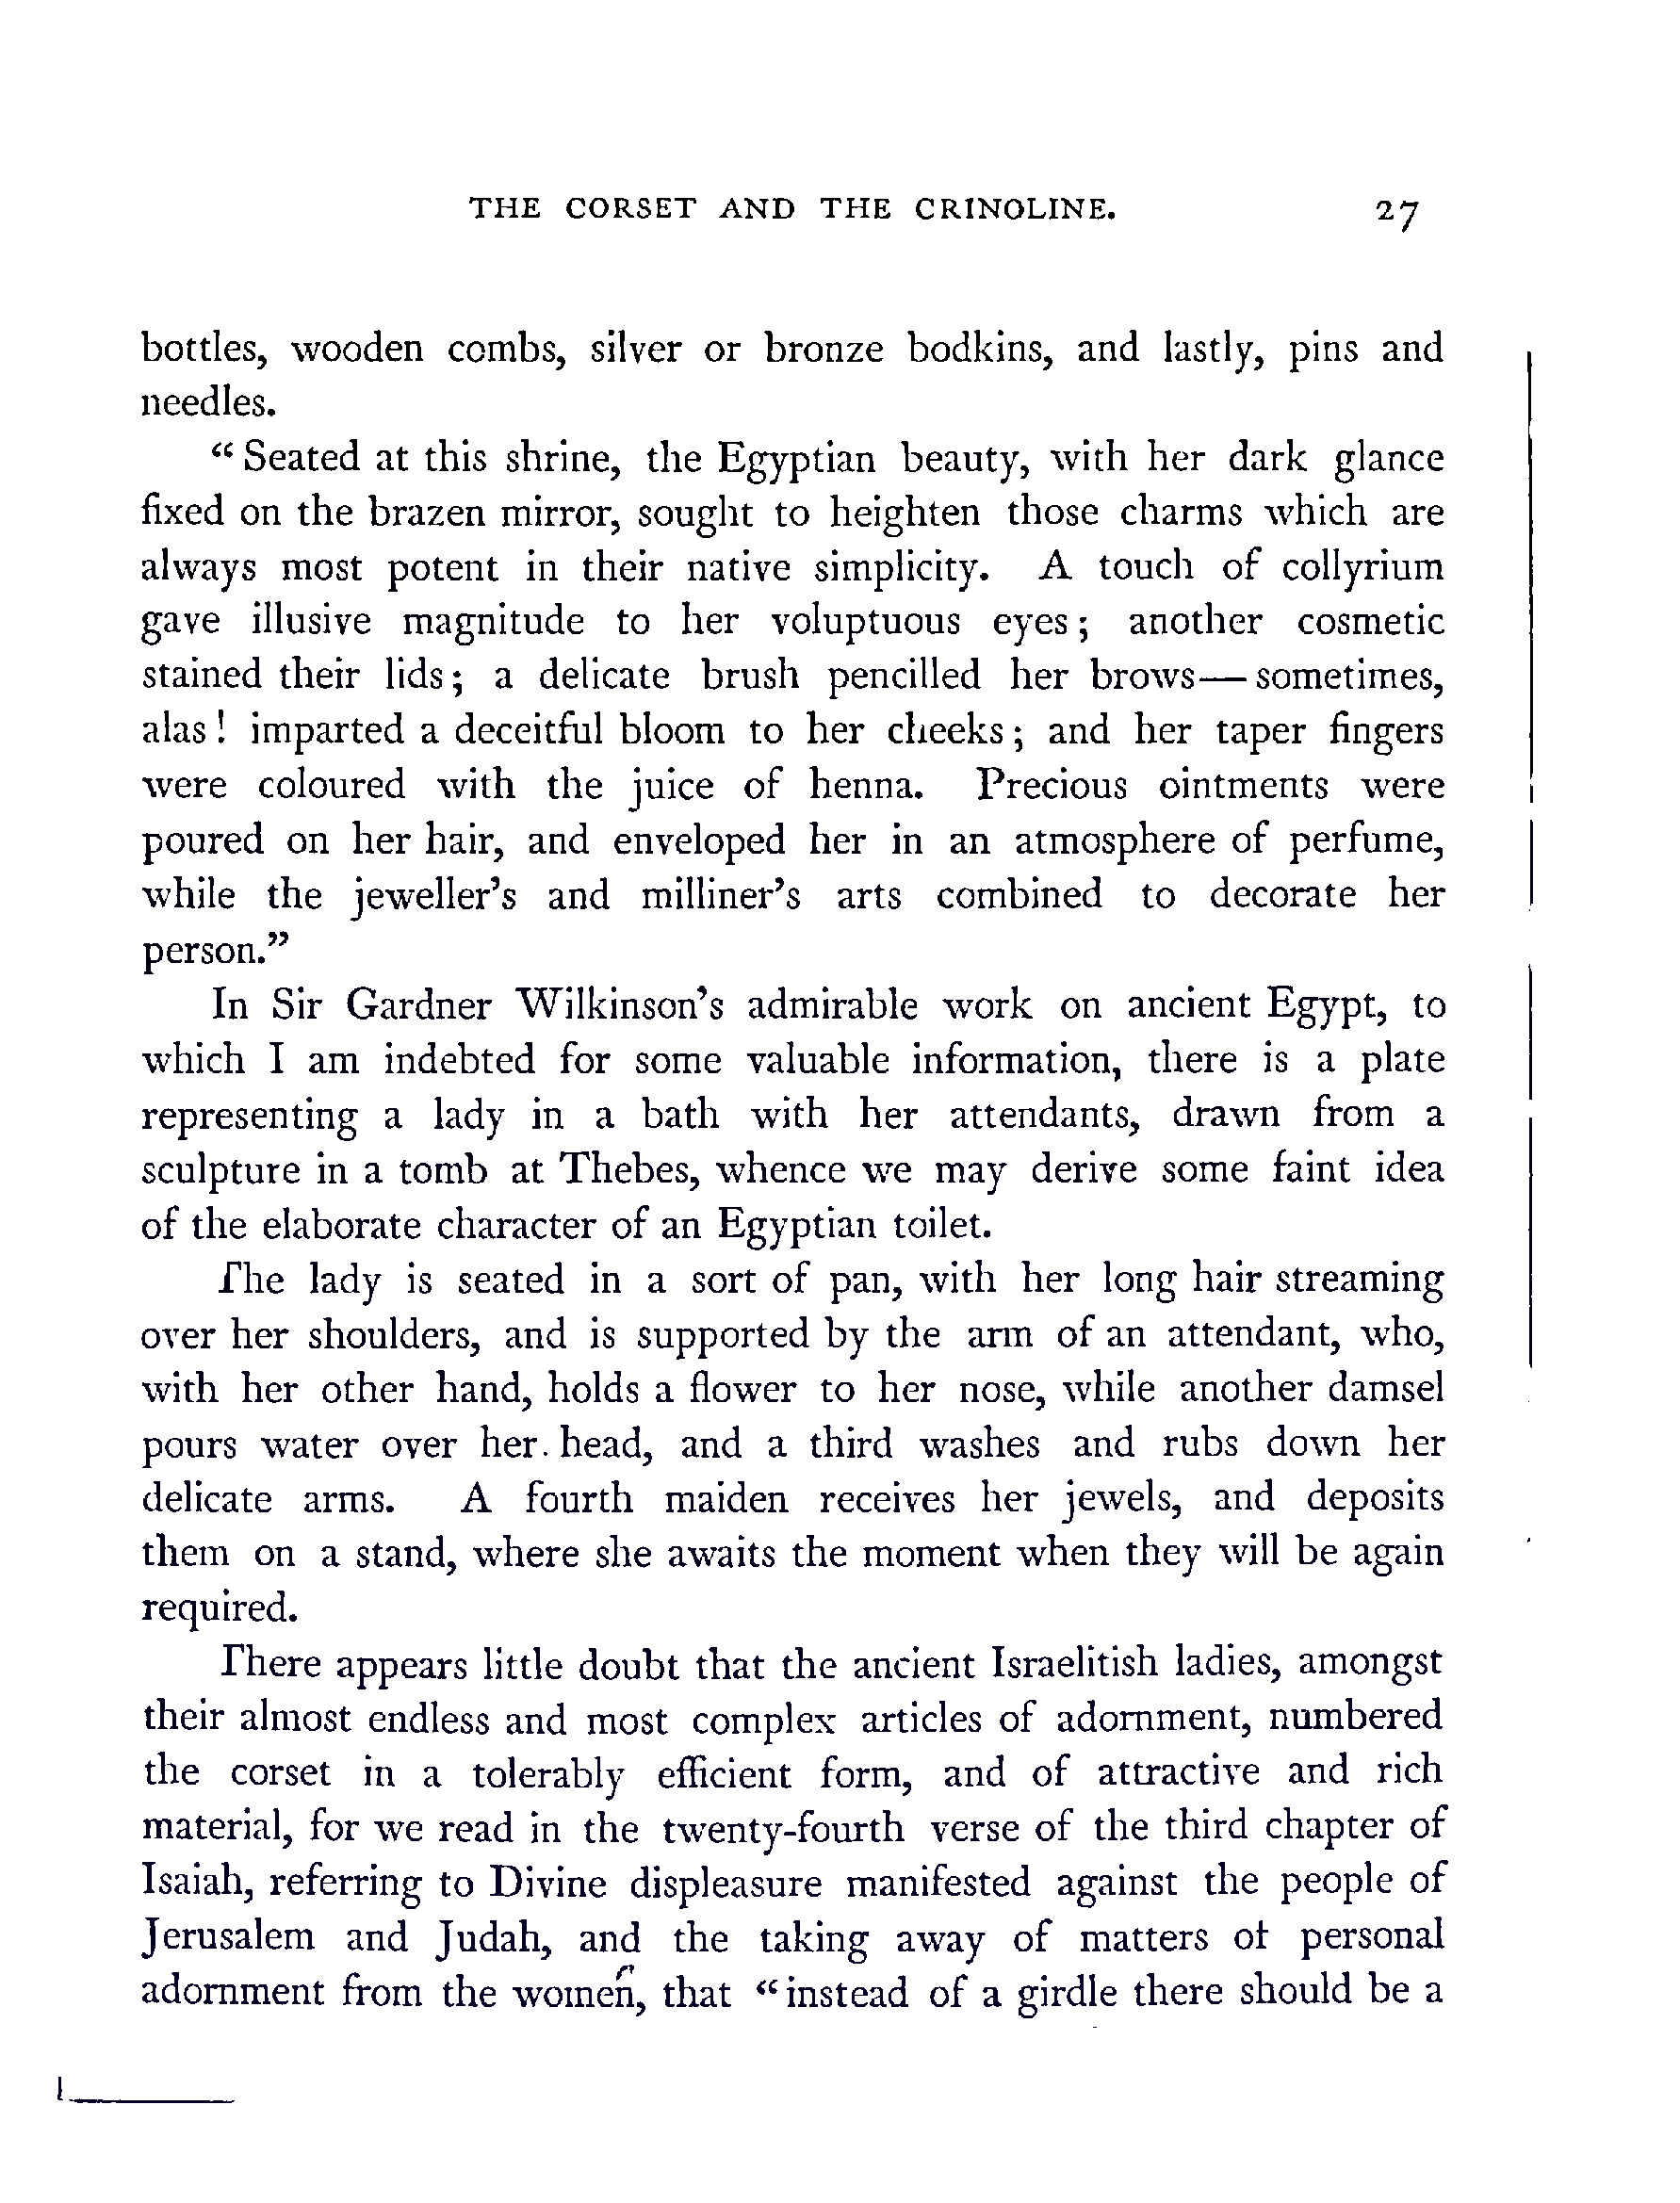 THE CORSET AND THE CRINOLINE. 27
bottles, wooden combs, silver or bronze bodkins, and lastly, pins and
needles.
“Seated at this shrine, the Egyptian beauty, with her dark glance
fixed on the brazen mirror, sought to heighten those charms which are
always most potent in their native simplicity. A touch of collyrium
gave illusive magnitude to her voluptuous eyes; another cosmetic
stained their lids; a delicate brush pencilled her brows—sometimes,
alas! imparted a deceitful bloom to her cheeks; and her taper fingers
were coloured with the juice of henna. Precious ointments were
poured on her hair, and enveloped her in an atmosphere of perfume,
while the jeweller’s and milliner’s arts combined to decorate her
person.”
In Sir Gardner Wilkinson’s admirable work on ancient Egypt, to
which I am indebted for some valuable information, there is a plate
representing a lady in a bath with her attendants, drawn from a
sculpture in a tomb at Thebes, whence we may derive some faint idea
of the elaborate character of an Egyptian toilet.
The lady is seated in a sort of pan, with her long hair streaming
over her shoulders, and is supported by the arm of an attendant, who,
with her other hand, holds a flower to her nose, while another damsel
pours water over her head, and a third washes and rubs down her
delicate arms. A fourth maiden receives her jewels, and deposits
them on a stand, where she awaits the moment when they will be again
required.
There appears little doubt that the ancient Israelitish ladies, amongst
their almost endless and most complex articles of adornment, numbered
the corset in a tolerably efficient form, and of attractive and rich
material, for we read in the twenty-fourth verse of the third chapter of
Isaiah, referring to Divine displeasure manifested against the people of
Jerusalem and Judah, and the taking away of matters of personal
adornment from the women, that “instead of a girdle there should be a